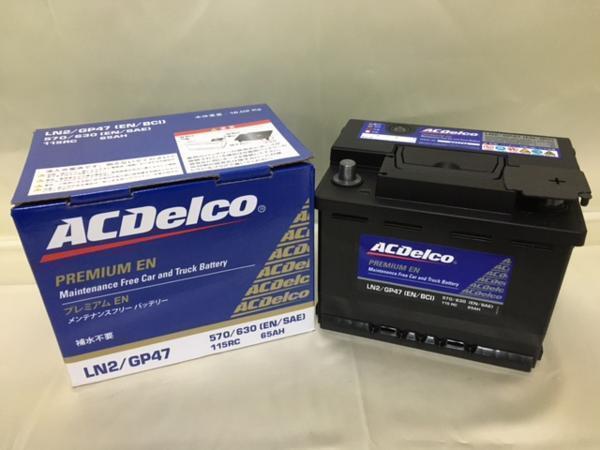 LN2/GP47 (EN/BCI)
570/630 (EN/SAE)
115RC 65AH
ACDelco®
PREMIUM EN
Maintenance Free Car and Truck Battery
プレミアム EN
メンテナンスフリー バッテリー
補水不要
570/630 (EN/SAE)
115RC 65AH
LN2/GP47
ACDelco
ACDelco
ACDelco
PREMIUM EN
Maintenance Free Car and Truck Battery
LN2/GP47 (EN/BCI)
570/630 (EN/SAE)
115 RC 65AH